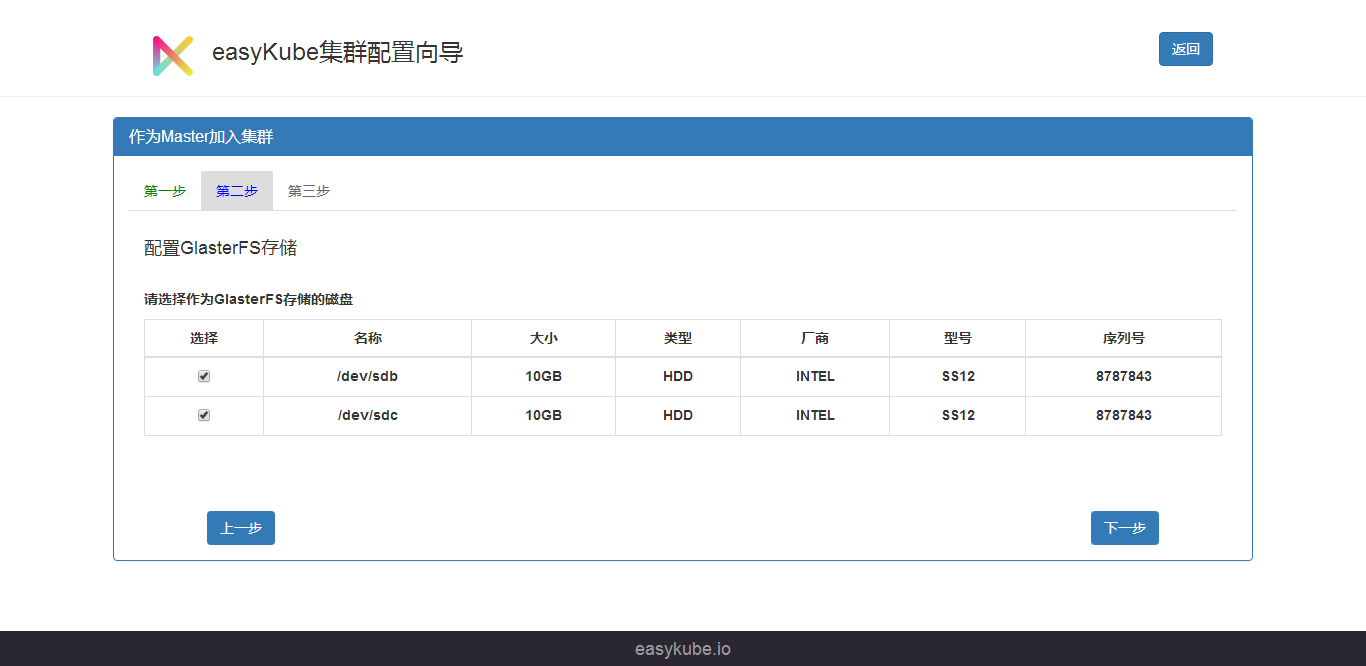 easyKube集群配置向导
返回
作为Master加入集群
第一步 第二步 第三步
配置GlasterFS存储
请选择作为GlasterFS存储的磁盘
选择 名称 大小 类型 厂商 型号 序列号
/dev/sdb 10GB HDD INTEL SS12 8787843
/dev/sdc 10GB HDD INTEL SS12 8787843
上一步 下一步
easykube.io